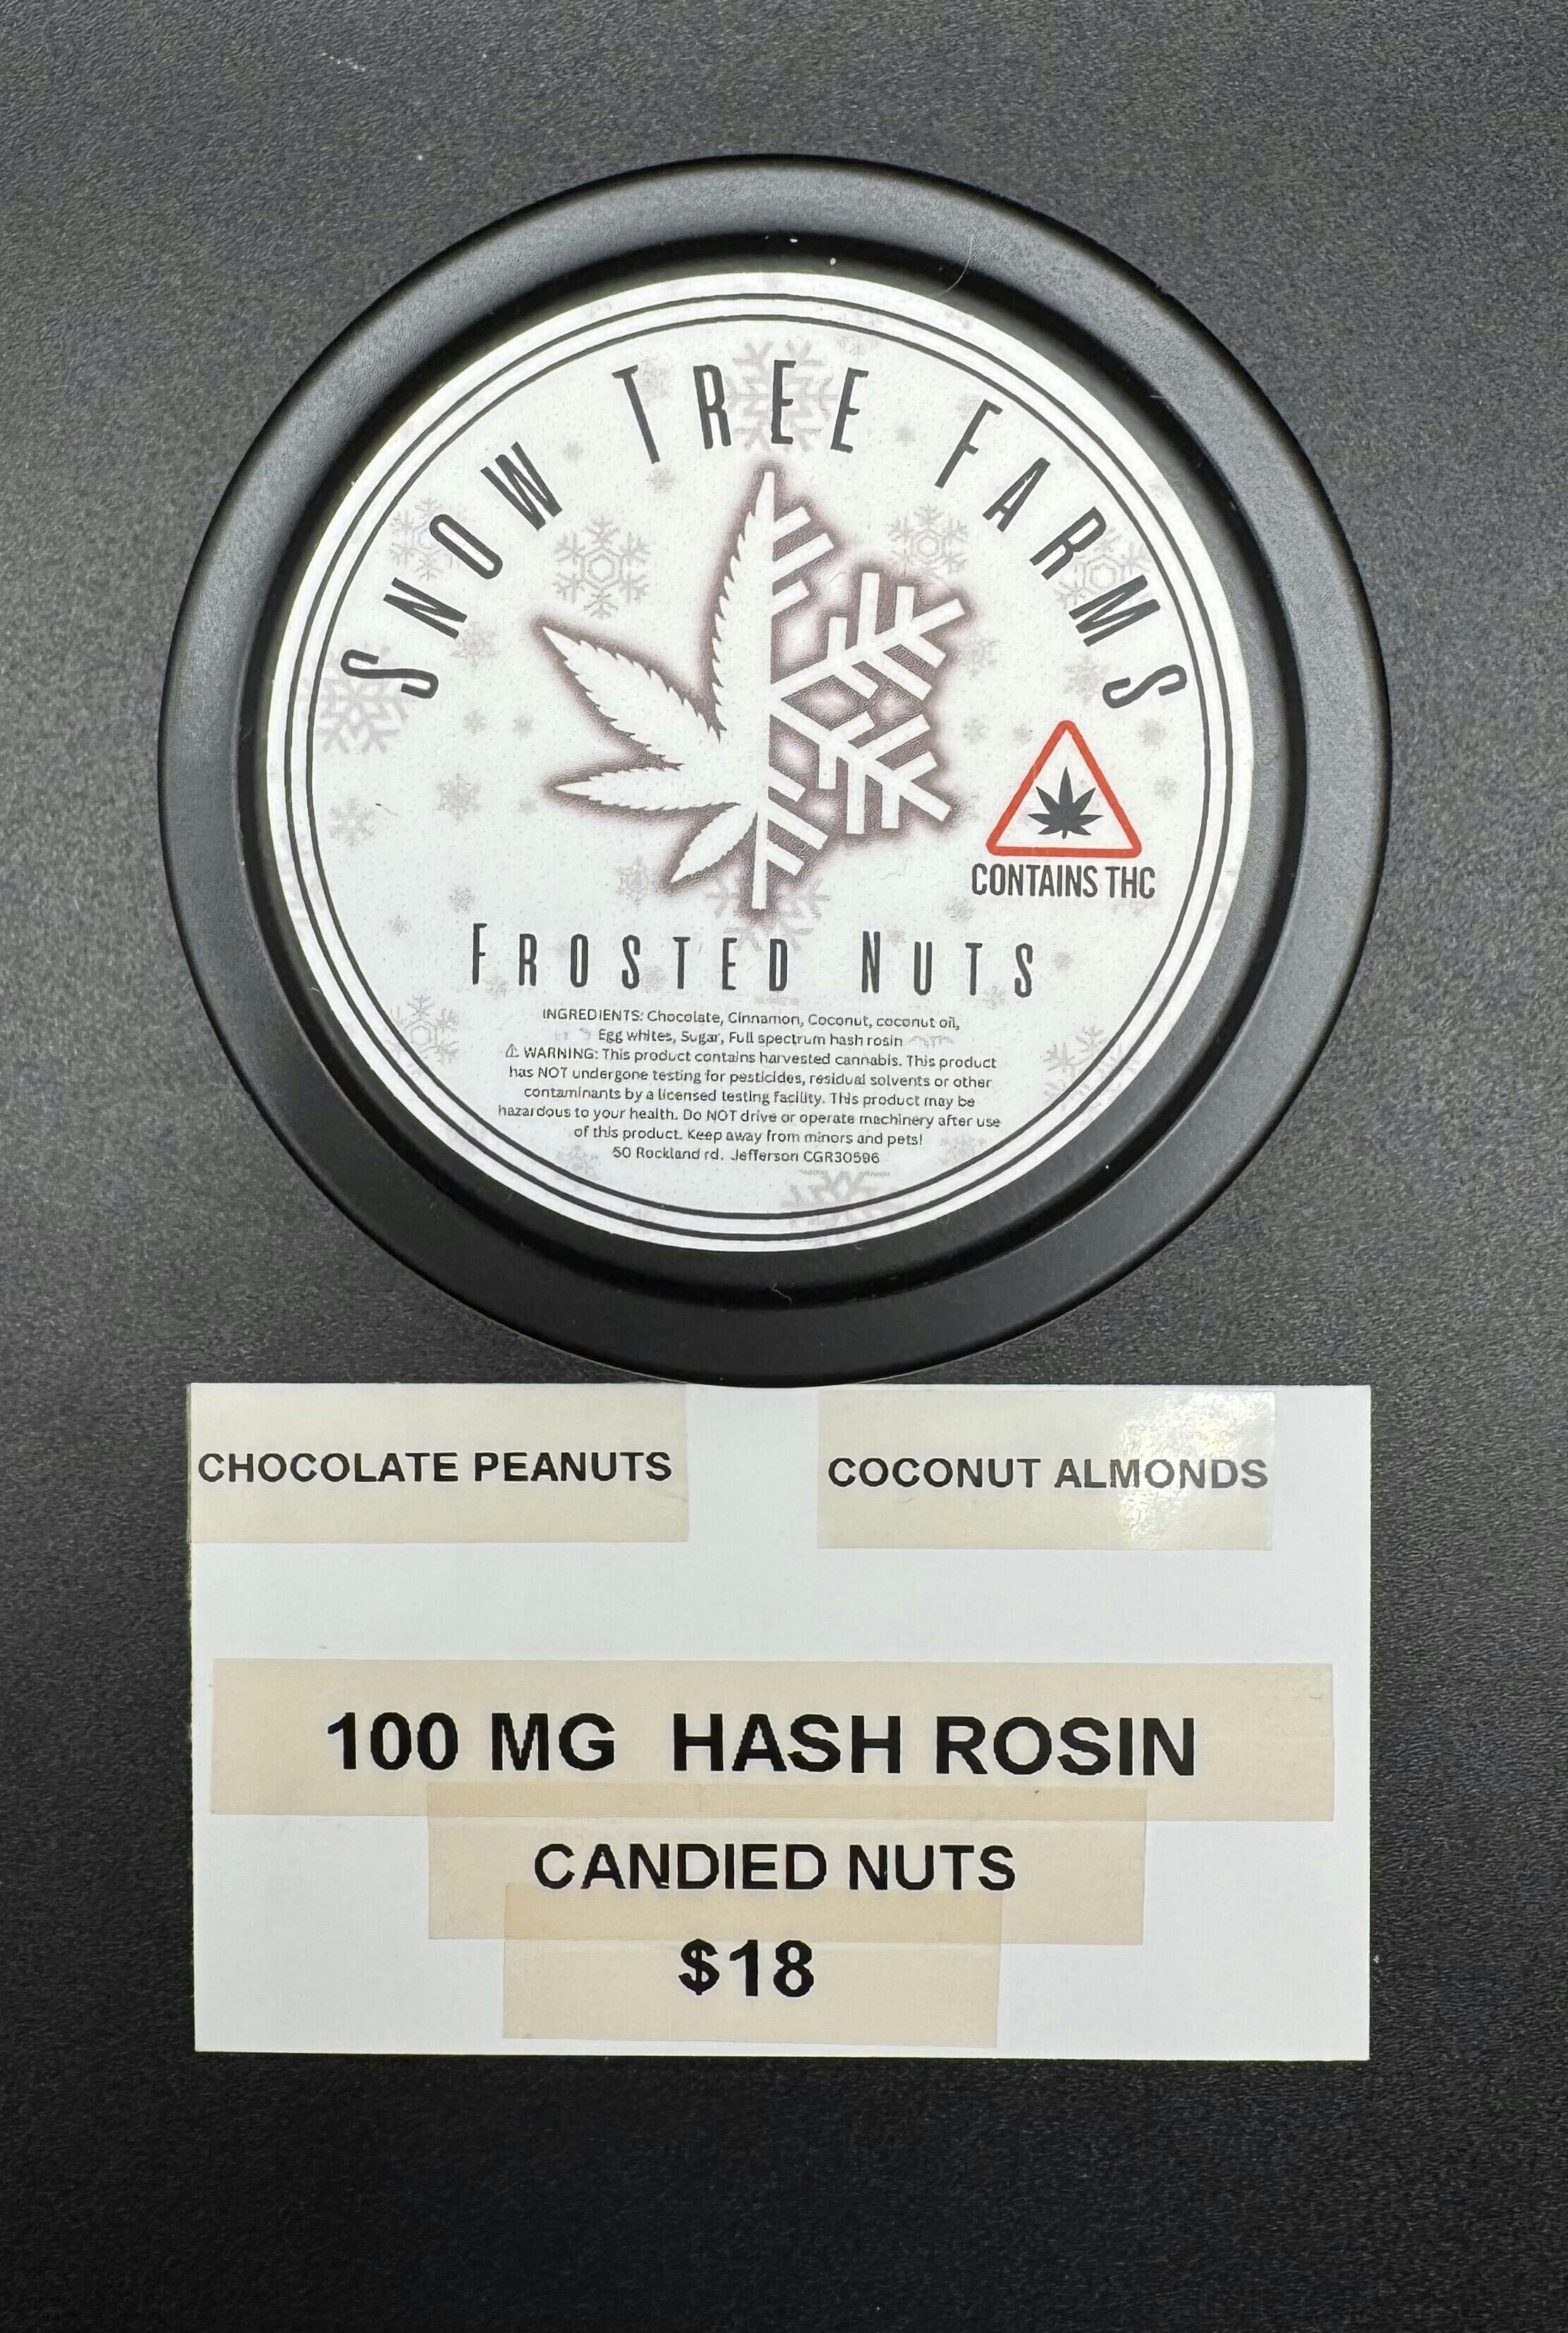 SNOW TREE FARMS
CONTAINS THC
FROSTED NUTS
INGREDIENTS: Chocolate, Cinnamon, Coconut, coconut oil,
Egg whites, Sugar, Full spectrum hash rosin
⚠ WARNING: This product contains harvested cannabis. This product
has NOT undergone testing for pesticides, residual solvents or other
contaminants by a licensed testing facility. This product may be
hazardous to your health. Do NOT drive or operate machinery after use
of this product. Keep away from minors and pets!
50 Rockland rd. Jefferson CGR30596
CHOCOLATE PEANUTS
COCONUT ALMONDS
100 MG HASH ROSIN
CANDIED NUTS
$18